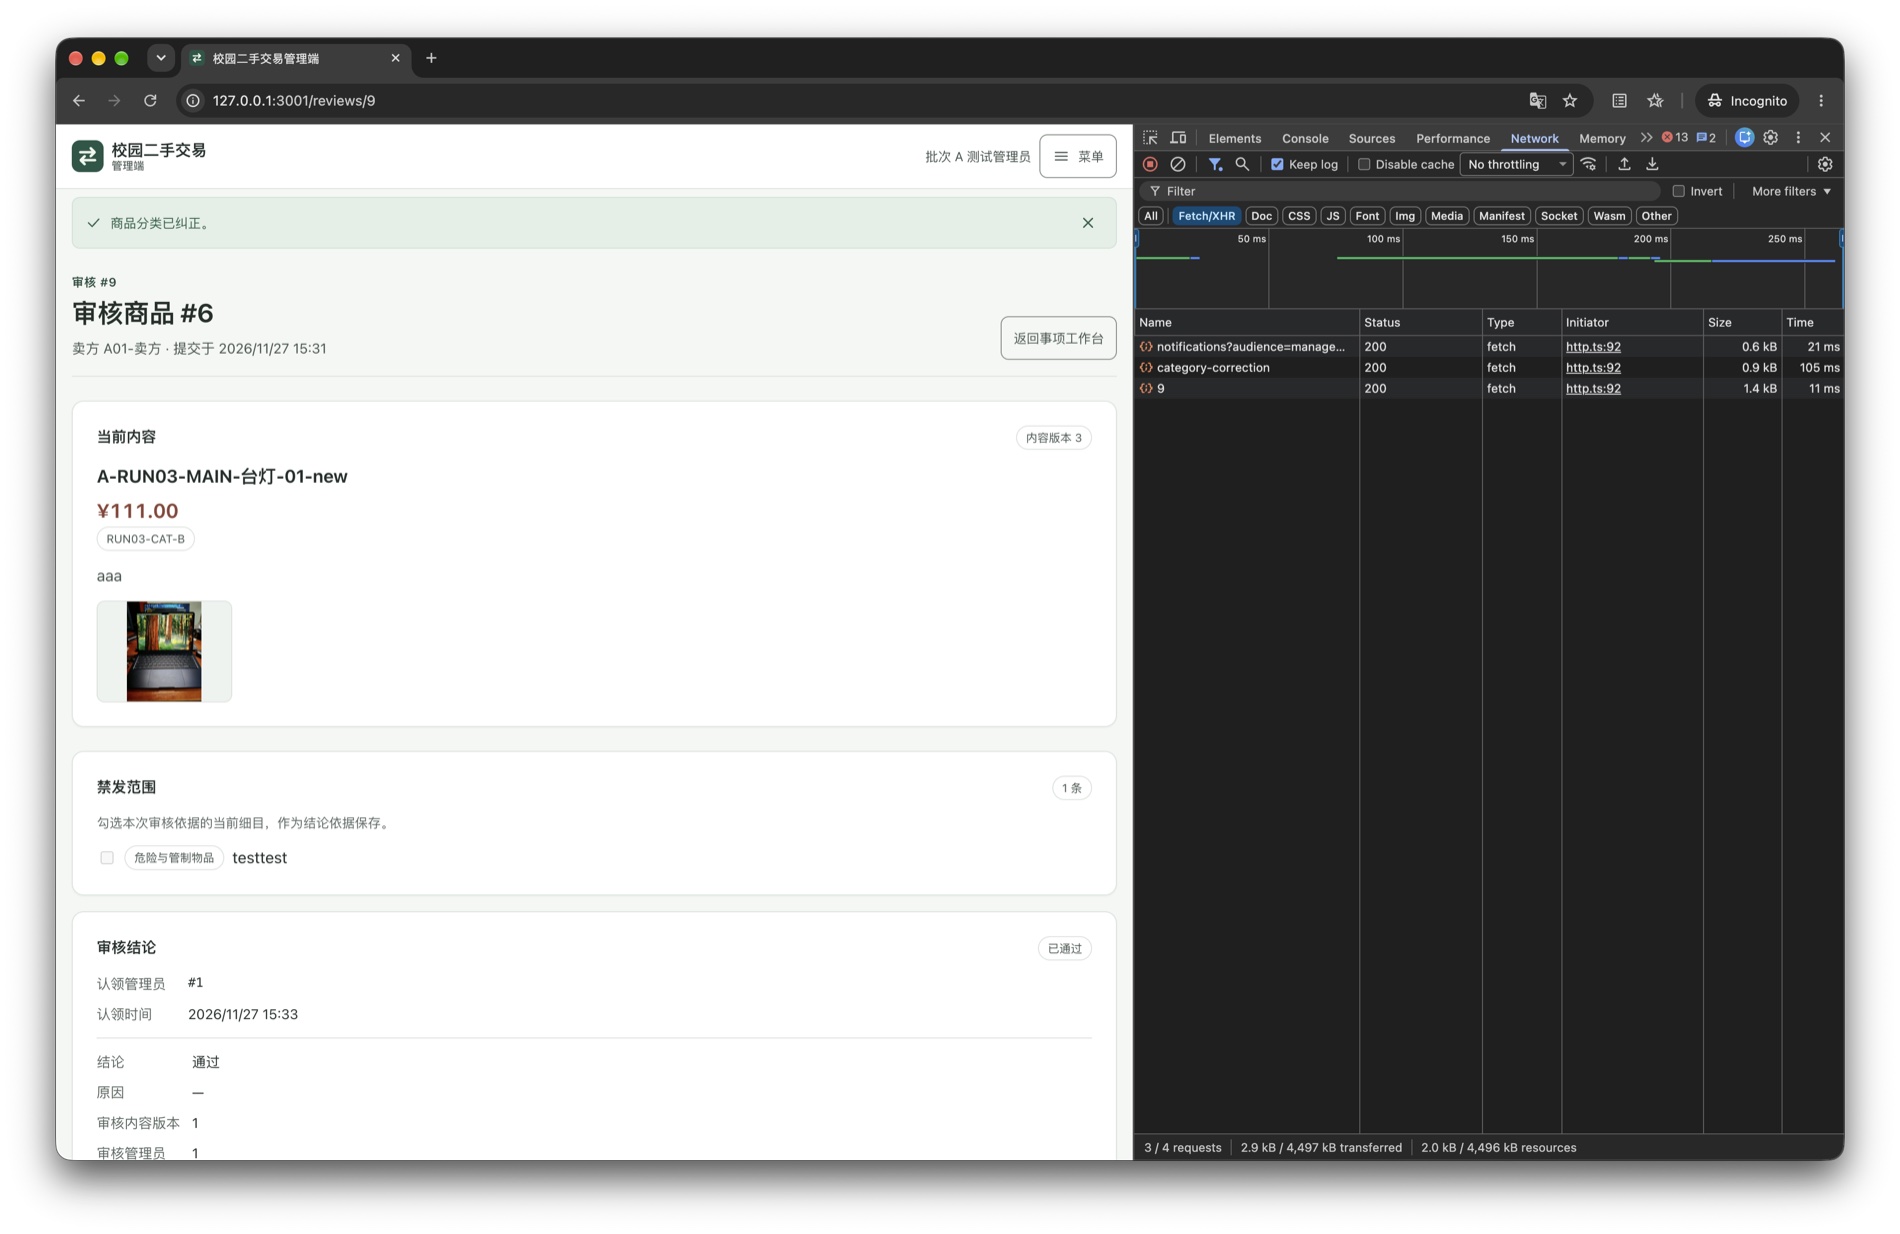 校园二手交易管理端
127.0.0.1:3001/reviews/9
Incognito
校园二手交易
管理端
批次 A 测试管理员
菜单
商品分类已纠正。
审核 #9
审核商品 #6
卖方 A01-卖方 · 提交于 2026/11/27 15:31
返回事项工作台
当前内容
内容版本 3
A-RUN03-MAIN-台灯-01-new
¥111.00
RUN03-CAT-B
aaa
禁发范围
1 条
勾选本次审核依据的当前细目，作为结论依据保存。
危险与管制物品 testtest
审核结论
已通过
认领管理员 #1
认领时间 2026/11/27 15:33
结论 通过
原因 —
审核内容版本 1
审核管理员 1
Elements Console Sources Performance Network Memory 13 2
Keep log Disable cache No throttling
Filter Invert More filters
All Fetch/XHR Doc CSS JS Font Img Media Manifest Socket Wasm Other
50 ms 100 ms 150 ms 200 ms 250 ms
Name Status Type Initiator Size Time
notifications?audience=manage... 200 fetch http.ts:92 0.6 kB 21 ms
category-correction 200 fetch http.ts:92 0.9 kB 105 ms
9 200 fetch http.ts:92 1.4 kB 11 ms
3 / 4 requests 2.9 kB / 4,497 kB transferred 2.0 kB / 4,496 kB resources